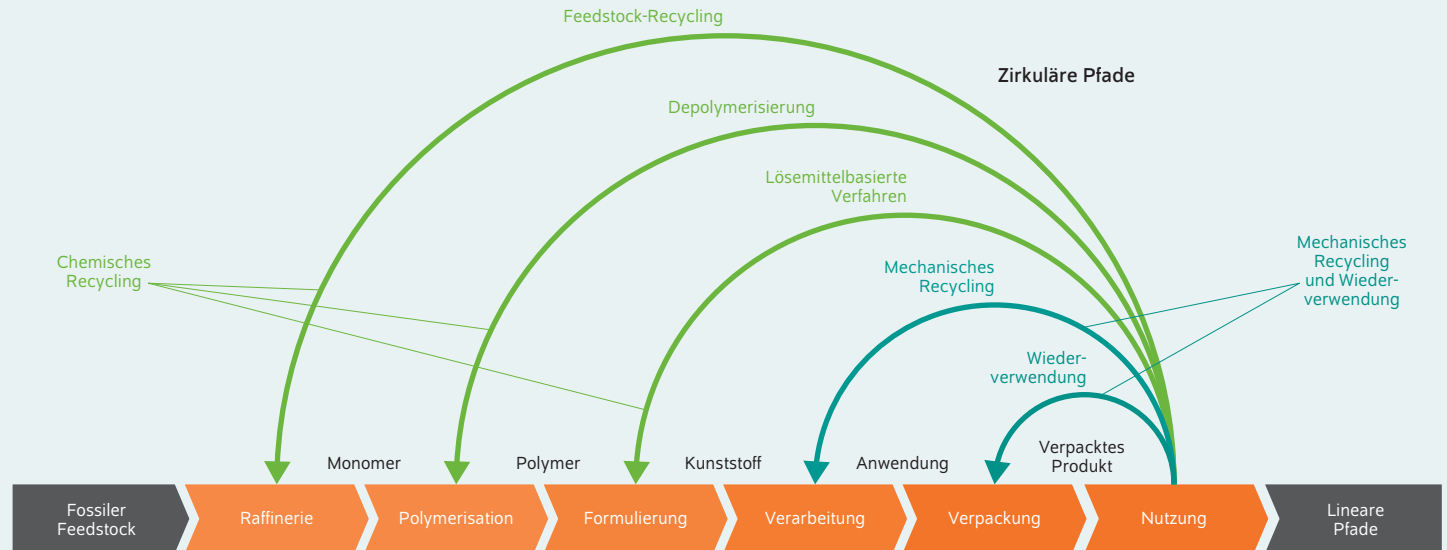 Feedstock-Recycling
Zirkuläre Pfade
Depolymerisierung
Lösemittelbasierte
Verfahren
Chemisches
Recycling
Mechanisches
Recycling
Mechanisches
Recycling
und Wieder-
verwendung
Wieder-
verwendung
Monomer
Polymer
Kunststoff
Anwendung
Verpacktes
Produkt
Fossiler
Feedstock
Raffinerie
Polymerisation
Formulierung
Verarbeitung
Verpackung
Nutzung
Lineare
Pfade